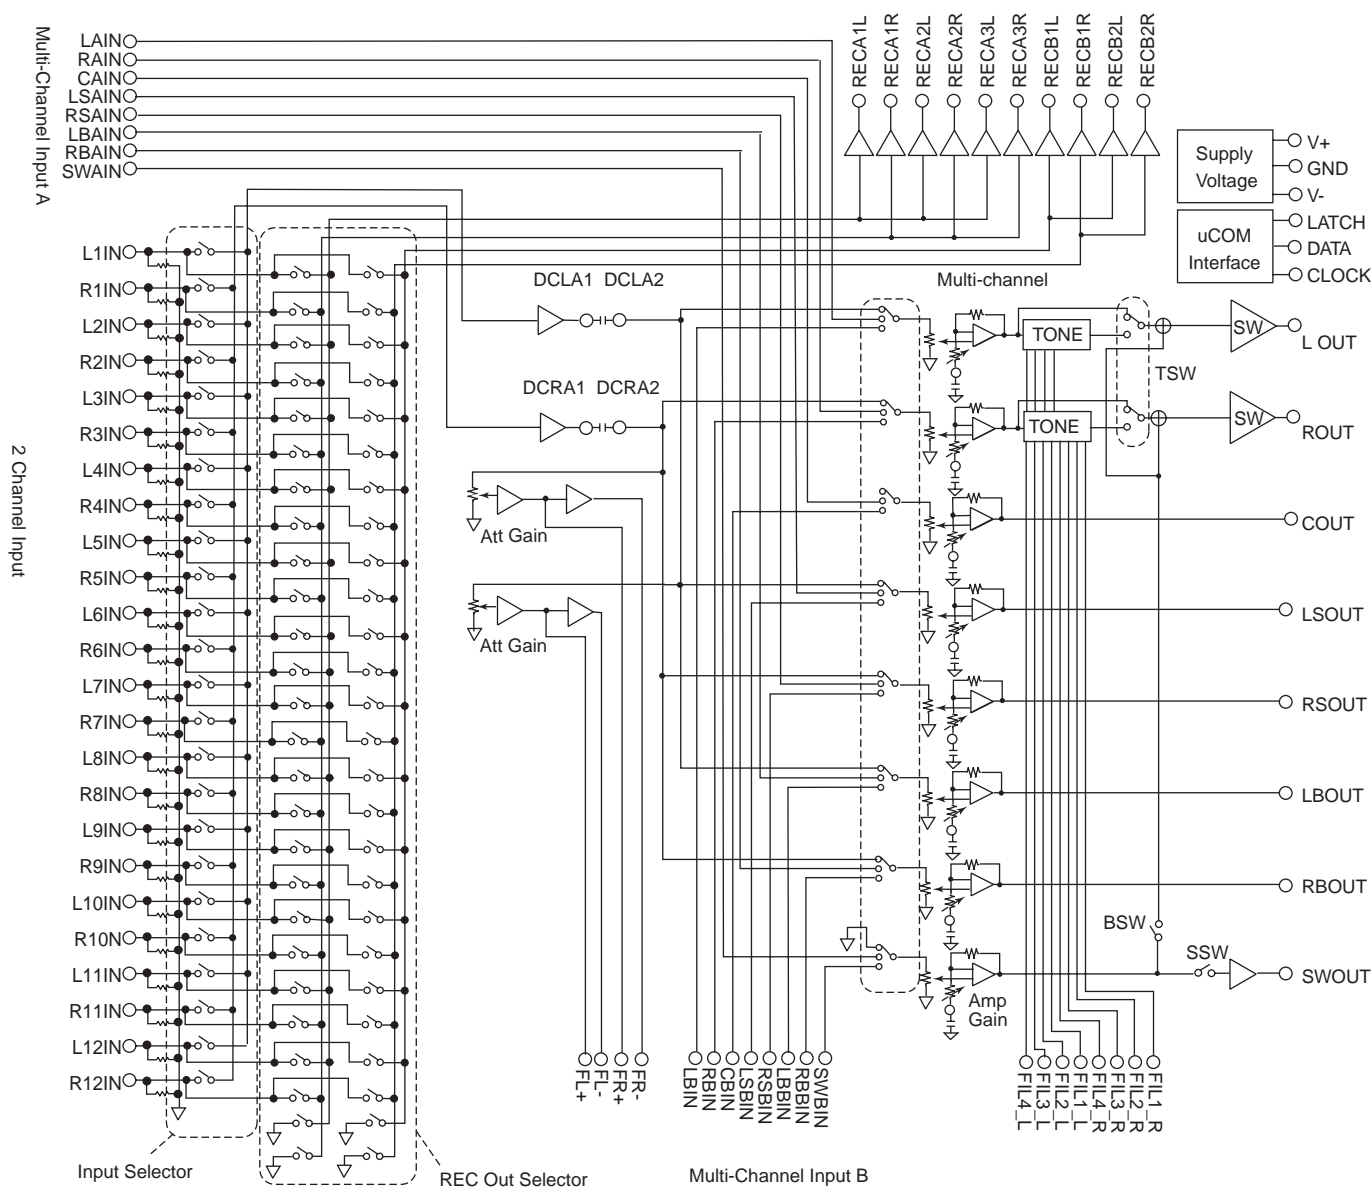 Multi-Channel Input A
LAIN
RAIN
CAIN
LSAIN
RSAIN
LBAIN
RBAIN
SWAIN
RECA1L
RECA1R
RECA2L
RECA2R
RECA3L
RECA3R
RECB1L
RECB1R
RECB2L
RECB2R
Supply
Voltage
V+
GND
V-
uCOM
Interface
LATCH
DATA
CLOCK
2 Channel Input
L1IN
R1IN
L2IN
R2IN
L3IN
R3IN
L4IN
R4IN
L5IN
R5IN
L6IN
R6IN
L7IN
R7IN
L8IN
R8IN
L9IN
R9IN
L10IN
R10N
L11IN
R11IN
L12IN
R12IN
DCLA1 DCLA2
DCRA1 DCRA2
Att Gain
Att Gain
Multi-channel
TONE
TONE
TSW
SW
SW
L OUT
ROUT
COUT
LSOUT
RSOUT
LBOUT
RBOUT
BSW
SSW
SWOUT
Amp
Gain
FL+
FL-
FR+
FR-
LBIN
RBIN
CBIN
LSBIN
RSBIN
LBBIN
RBBIN
SWBIN
FIL4_L
FIL3_L
FIL2_L
FIL1_L
FIL4_R
FIL3_R
FIL2_R
FIL1_R
Input Selector
REC Out Selector
Multi-Channel Input B